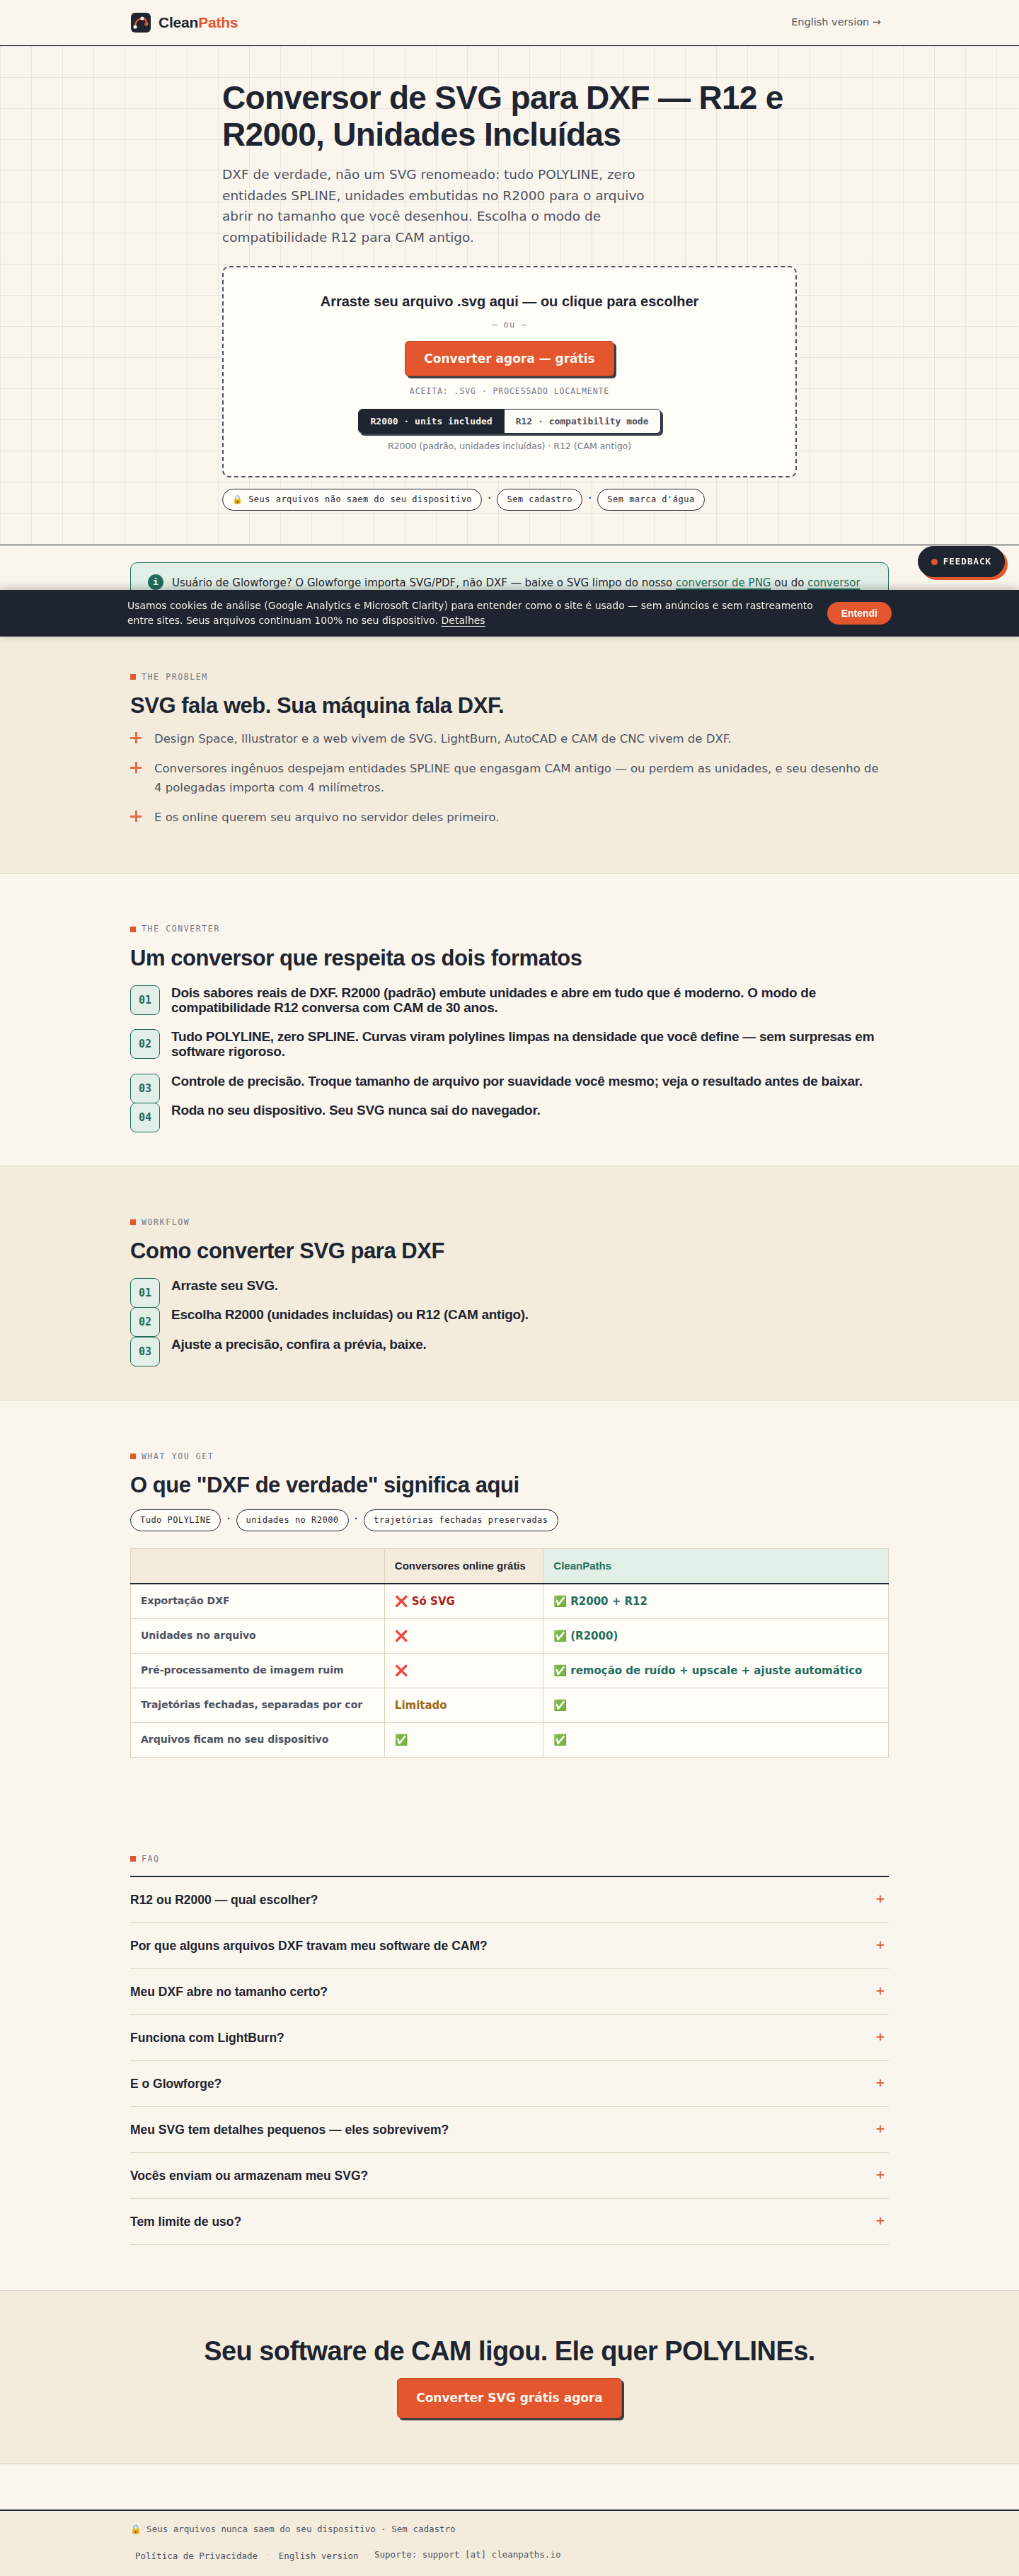 CleanPaths
English version →
Conversor de SVG para DXF — R12 e
R2000, Unidades Incluídas
DXF de verdade, não um SVG renomeado: tudo POLYLINE, zero
entidades SPLINE, unidades embutidas no R2000 para o arquivo
abrir no tamanho que você desenhou. Escolha o modo de
compatibilidade R12 para CAM antigo.
Arraste seu arquivo .svg aqui — ou clique para escolher
— ou —
Converter agora — grátis
ACEITA: .SVG · PROCESSADO LOCALMENTE
R2000 · units included
R12 · compatibility mode
R2000 (padrão, unidades incluídas) · R12 (CAM antigo)
🔒 Seus arquivos não saem do seu dispositivo · Sem cadastro · Sem marca d'água
FEEDBACK
i Usuário de Glowforge? O Glowforge importa SVG/PDF, não DXF — baixe o SVG limpo do nosso conversor de PNG ou do conversor
Usamos cookies de análise (Google Analytics e Microsoft Clarity) para entender como o site é usado — sem anúncios e sem rastreamento
entre sites. Seus arquivos continuam 100% no seu dispositivo. Detalhes
Entendi
THE PROBLEM
SVG fala web. Sua máquina fala DXF.
Design Space, Illustrator e a web vivem de SVG. LightBurn, AutoCAD e CAM de CNC vivem de DXF.
Conversores ingênuos despejam entidades SPLINE que engasgam CAM antigo — ou perdem as unidades, e seu desenho de
4 polegadas importa com 4 milímetros.
E os online querem seu arquivo no servidor deles primeiro.
THE CONVERTER
Um conversor que respeita os dois formatos
01 Dois sabores reais de DXF. R2000 (padrão) embute unidades e abre em tudo que é moderno. O modo de
compatibilidade R12 conversa com CAM de 30 anos.
02 Tudo POLYLINE, zero SPLINE. Curvas viram polylines limpas na densidade que você define — sem surpresas em
software rigoroso.
03 Controle de precisão. Troque tamanho de arquivo por suavidade você mesmo; veja o resultado antes de baixar.
04 Roda no seu dispositivo. Seu SVG nunca sai do navegador.
WORKFLOW
Como converter SVG para DXF
01 Arraste seu SVG.
02 Escolha R2000 (unidades incluídas) ou R12 (CAM antigo).
03 Ajuste a precisão, confira a prévia, baixe.
WHAT YOU GET
O que "DXF de verdade" significa aqui
Tudo POLYLINE · unidades no R2000 · trajetórias fechadas preservadas
Conversores online grátis CleanPaths
Exportação DXF ❌ Só SVG ✅ R2000 + R12
Unidades no arquivo ❌ ✅ (R2000)
Pré-processamento de imagem ruim ❌ ✅ remoção de ruído + upscale + ajuste automático
Trajetórias fechadas, separadas por cor Limitado ✅
Arquivos ficam no seu dispositivo ✅ ✅
FAQ
R12 ou R2000 — qual escolher? +
Por que alguns arquivos DXF travam meu software de CAM? +
Meu DXF abre no tamanho certo? +
Funciona com LightBurn? +
E o Glowforge? +
Meu SVG tem detalhes pequenos — eles sobrevivem? +
Vocês enviam ou armazenam meu SVG? +
Tem limite de uso? +
Seu software de CAM ligou. Ele quer POLYLINEs.
Converter SVG grátis agora
🔒 Seus arquivos nunca saem do seu dispositivo · Sem cadastro
Política de Privacidade · English version · Suporte: support [at] cleanpaths.io